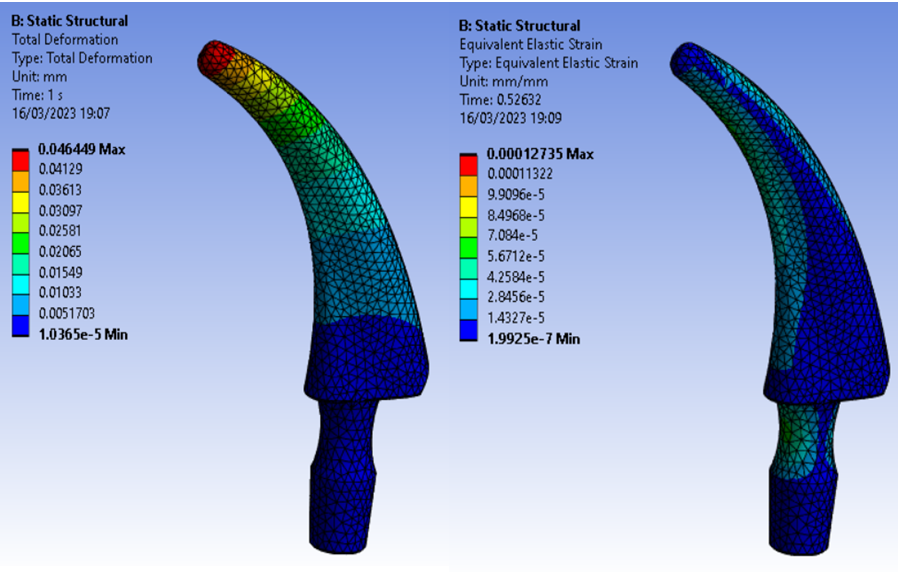 B: Static Structural
Total Deformation
Type: Total Deformation
Unit: mm
Time: 1 s
16/03/2023 19:07
0.046449 Max
0.04129
0.03613
0.03097
0.02581
0.02065
0.01549
0.01033
0.0051703
1.0365e-5 Min
B: Static Structural
Equivalent Elastic Strain
Type: Equivalent Elastic Strain
Unit: mm/mm
Time: 0.52632
16/03/2023 19:09
0.00012735 Max
0.00011322
9.9096e-5
8.4968e-5
7.084e-5
5.6712e-5
4.2584e-5
2.8456e-5
1.4327e-5
1.9925e-7 Min